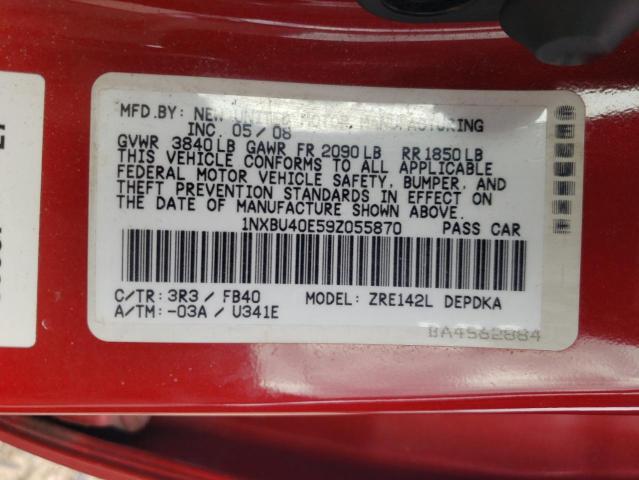 MFD.BY: NEW UNITED MOTOR MANUFACTURING
INC. 05/08
GVWR 3840LB GAWR FR 2090LB RR1850LB
THIS VEHICLE CONFORMS TO ALL APPLICABLE
FEDERAL MOTOR VEHICLE SAFETY, BUMPER, AND
THEFT PREVENTION STANDARDS IN EFFECT ON
THE DATE OF MANUFACTURE SHOWN ABOVE.
1NXBU40E59Z055870 PASS CAR
C/TR: 3R3 / FB40 MODEL: ZRE142L DEPDKA
A/TM: -03A / U341E
BA4562884